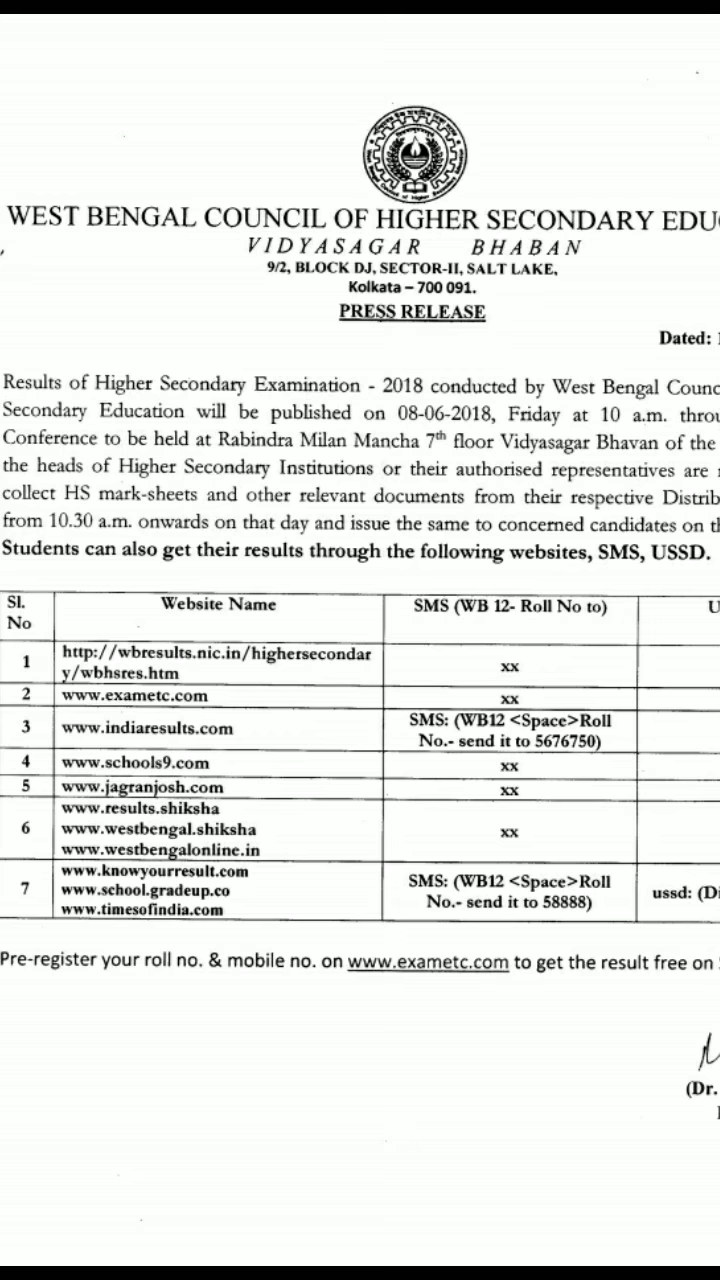 WEST BENGAL COUNCIL OF HIGHER SECONDARY EDU
VIDYASAGAR BHABAN
9/2, BLOCK DJ, SECTOR-II, SALT LAKE,
Kolkata – 700 091.
PRESS RELEASE
Dated: 1
Results of Higher Secondary Examination - 2018 conducted by West Bengal Counc
Secondary Education will be published on 08-06-2018, Friday at 10 a.m. throu
Conference to be held at Rabindra Milan Mancha 7th floor Vidyasagar Bhavan of the
the heads of Higher Secondary Institutions or their authorised representatives are
collect HS mark-sheets and other relevant documents from their respective Distrib
from 10.30 a.m. onwards on that day and issue the same to concerned candidates on th
Students can also get their results through the following websites, SMS, USSD.
Sl. No Website Name SMS (WB 12- Roll No to) U
1 http://wbresults.nic.in/highersecondar
y/wbhsres.htm xx
2 www.exametc.com xx
3 www.indiaresults.com SMS: (WB12 <Space>Roll
No.- send it to 5676750)
4 www.schools9.com xx
5 www.jagranjosh.com xx
6 www.results.shiksha
www.westbengal.shiksha xx
www.westbengalonline.in
7 www.knowyourresult.com
www.school.gradeup.co
www.timesofindia.com
SMS: (WB12 <Space>Roll
No.- send it to 58888)
ussd: (Di
Pre-register your roll no. & mobile no. on www.exametc.com to get the result free on
(Dr.